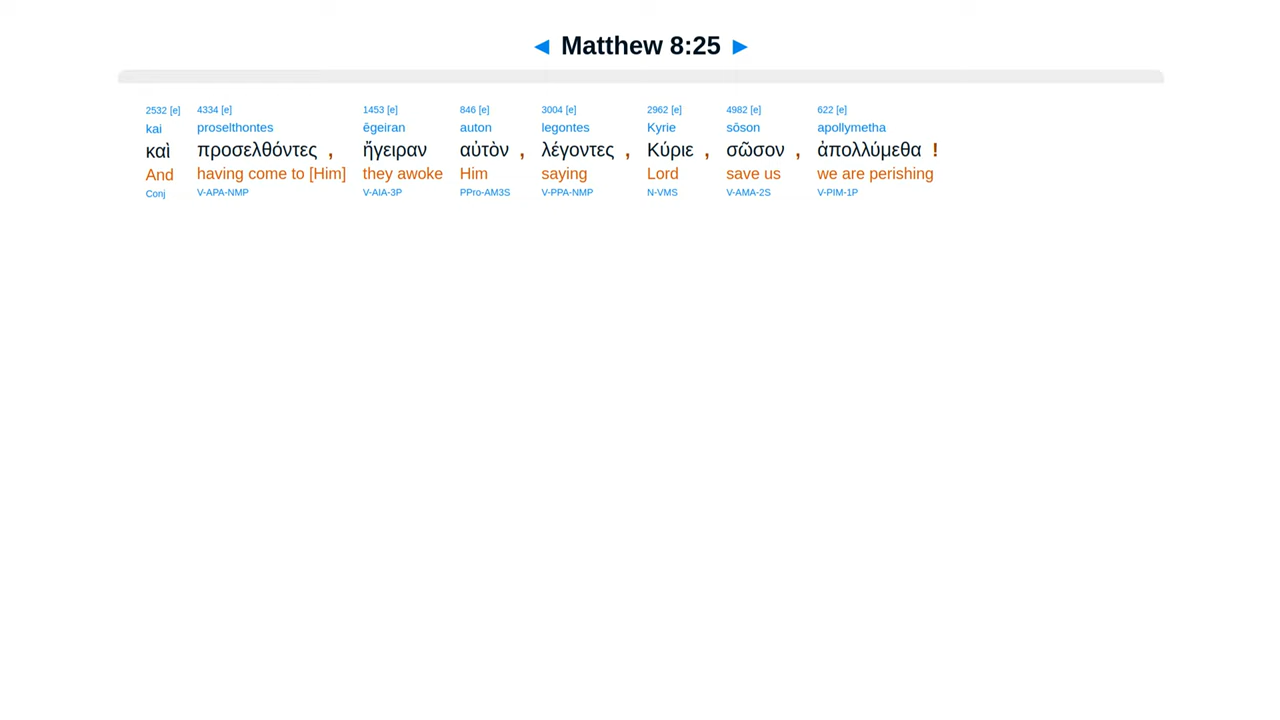 ◄ Matthew 8:25 ►
2532 [e] 4334 [e] 1453 [e] 846 [e] 3004 [e] 2962 [e] 4982 [e] 622 [e]
kai proselthontes ēgeiran auton legontes Kyrie sōson apollymetha
καὶ προσελθόντες , ἤγειραν αὐτὸν , λέγοντες , Κύριε , σῶσον , ἀπολλύμεθα !
And having come to [Him] they awoke Him saying Lord save us we are perishing
Conj V-APA-NMP V-AIA-3P PPro-AM3S V-PPA-NMP N-VMS V-AMA-2S V-PIM-1P